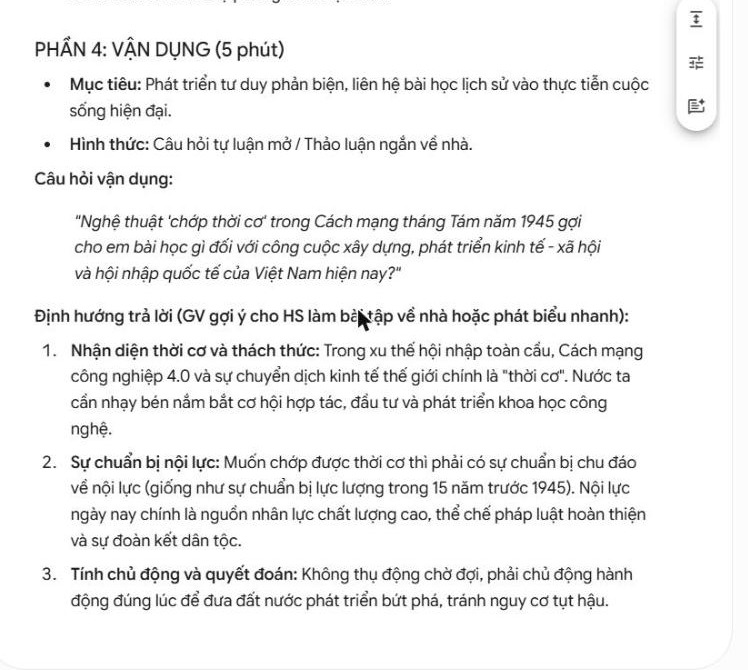 PHẦN 4: VẬN DỤNG (5 phút)
• Mục tiêu: Phát triển tư duy phản biện, liên hệ bài học lịch sử vào thực tiễn cuộc
sống hiện đại.
• Hình thức: Câu hỏi tự luận mở / Thảo luận ngắn về nhà.
Câu hỏi vận dụng:
"Nghệ thuật 'chớp thời cơ' trong Cách mạng tháng Tám năm 1945 gợi
cho em bài học gì đối với công cuộc xây dựng, phát triển kinh tế - xã hội
và hội nhập quốc tế của Việt Nam hiện nay?"
Định hướng trả lời (GV gợi ý cho HS làm bài tập về nhà hoặc phát biểu nhanh):
1. Nhận diện thời cơ và thách thức: Trong xu thế hội nhập toàn cầu, Cách mạng
công nghiệp 4.0 và sự chuyển dịch kinh tế thế giới chính là "thời cơ". Nước ta
cần nhạy bén nắm bắt cơ hội hợp tác, đầu tư và phát triển khoa học công
nghệ.
2. Sự chuẩn bị nội lực: Muốn chớp được thời cơ thì phải có sự chuẩn bị chu đáo
về nội lực (giống như sự chuẩn bị lực lượng trong 15 năm trước 1945). Nội lực
ngày nay chính là nguồn nhân lực chất lượng cao, thể chế pháp luật hoàn thiện
và sự đoàn kết dân tộc.
3. Tính chủ động và quyết đoán: Không thụ động chờ đợi, phải chủ động hành
động đúng lúc để đưa đất nước phát triển bứt phá, tránh nguy cơ tụt hậu.